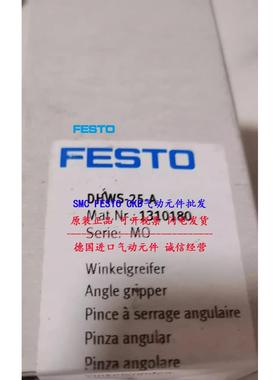 FESTO
FESTO
DHWS-25-A
SMC FESTO CKD气动元件批发
Mat.Nr. 1310180
原装正品 可开税票 闪电发货
Serie: MO
德国进口气动元件 诚信经营
Winkelgreifer
Angle gripper
Pince à serrage angulaire
Pinza angular
Pinza angolare